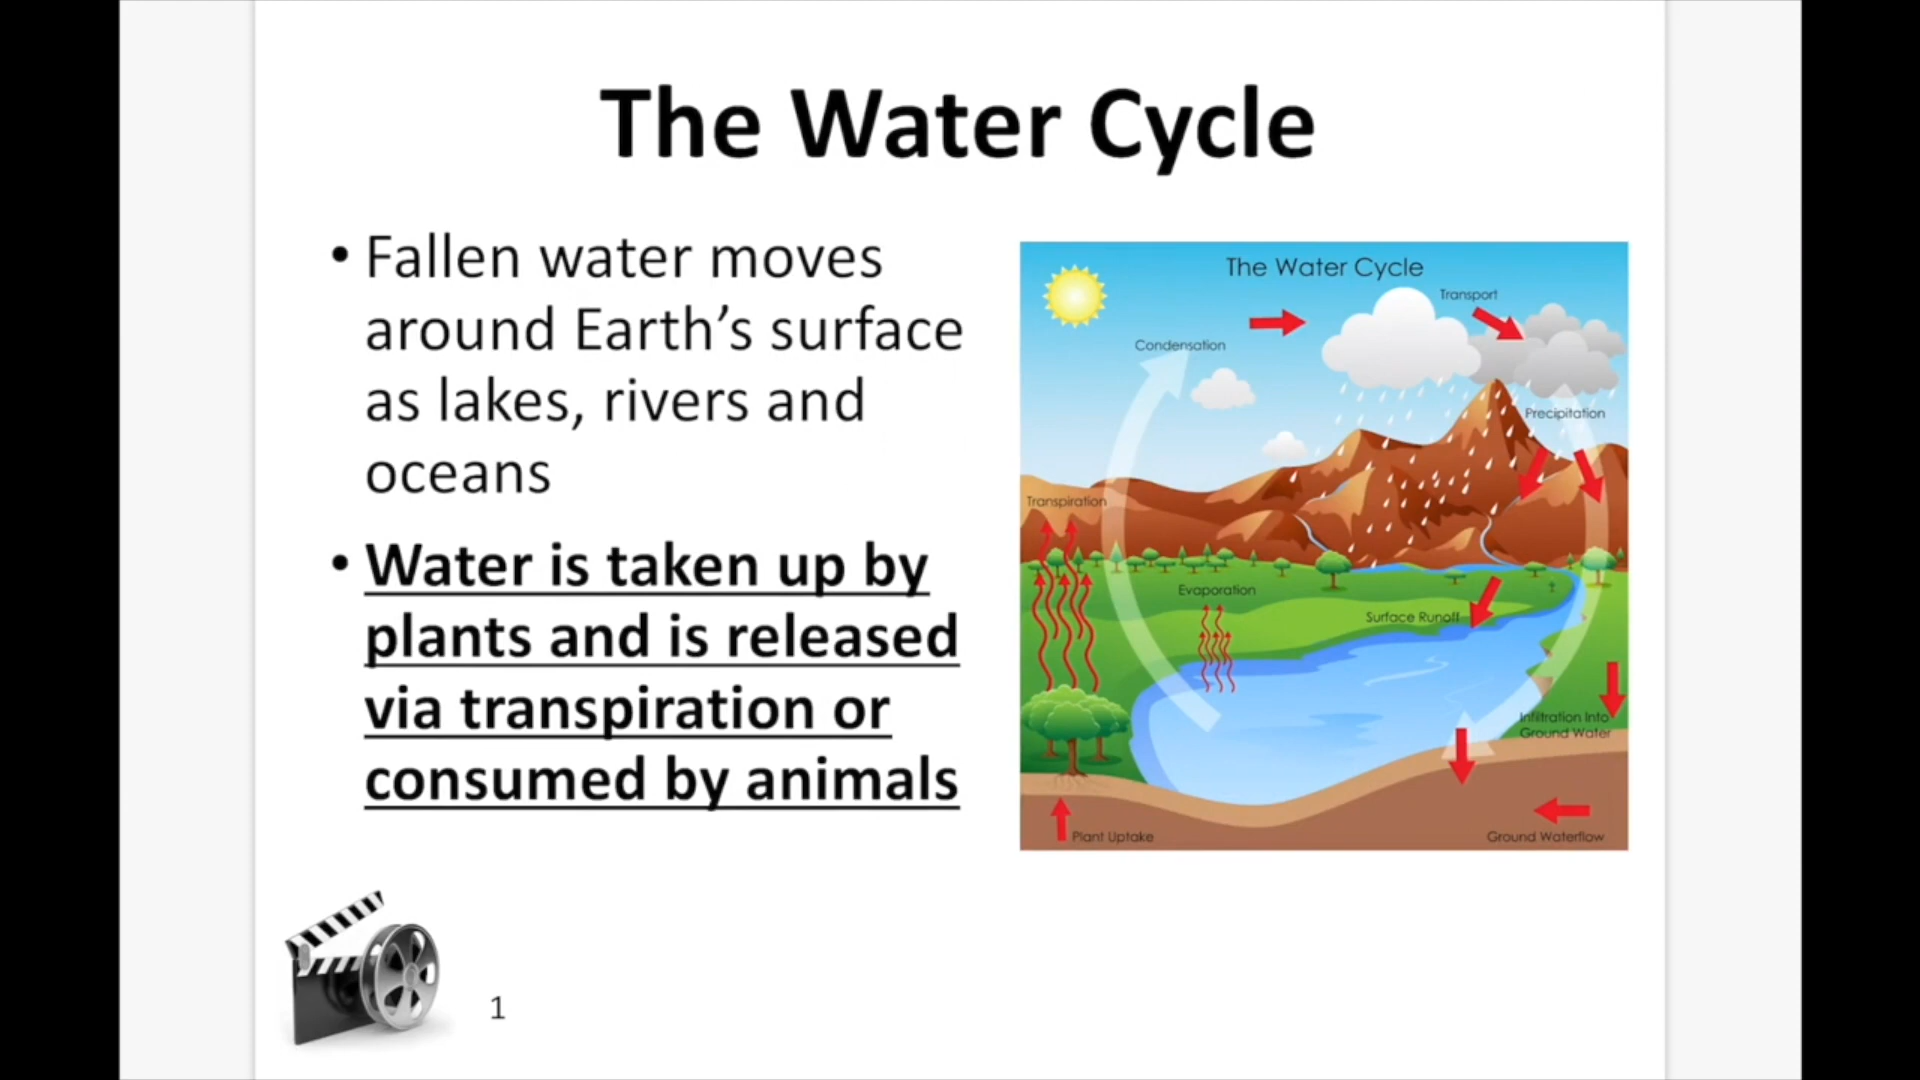 The Water Cycle
• Fallen water moves
around Earth’s surface
as lakes, rivers and
oceans
• Water is taken up by
plants and is released
via transpiration or
consumed by animals
The Water Cycle
Transport
Condensation
Precipitation
Transpiration
Evaporation
Surface Runoff
Infiltration Into
Ground Water
Plant Uptake
Ground Waterflow
1